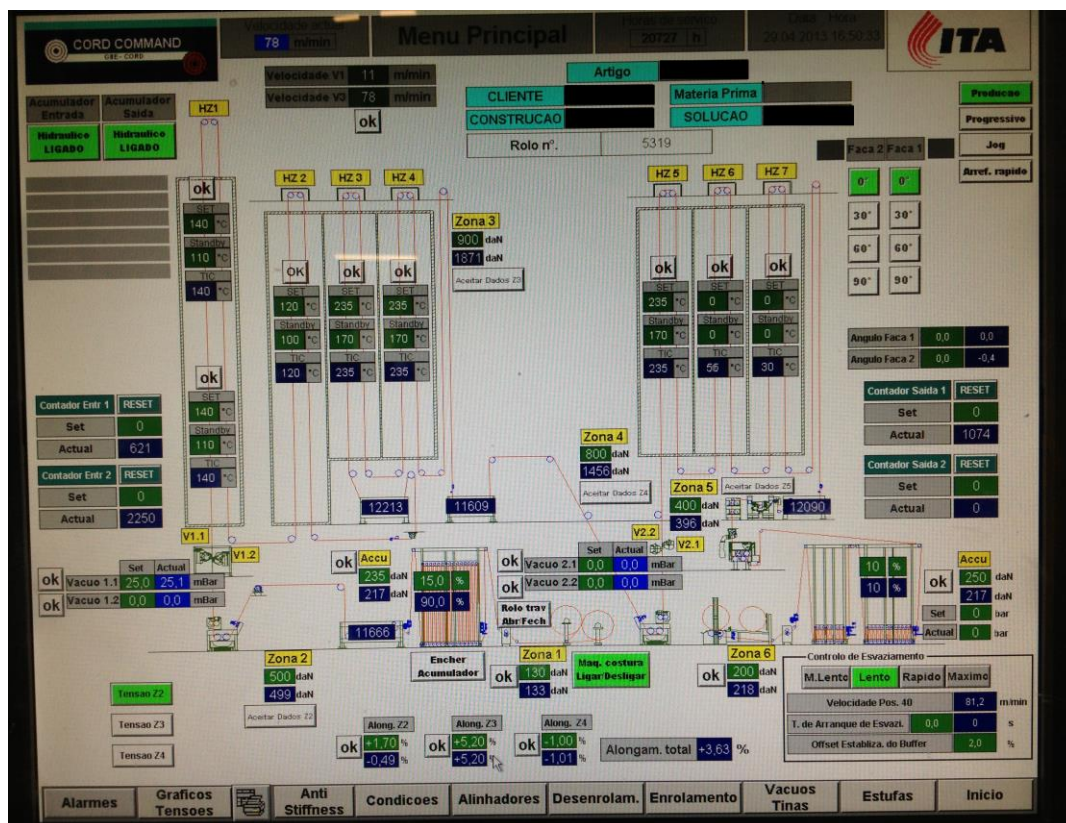 CORD COMMAND
OBE - CORD
Velocidade actual
78 m/min
Menu Principal
Horas de servico
20727 h
Data Hora
29.04.2013 16:50:33
ITA
Velocidade V1 11 m/min
Velocidade V3 78 m/min
ok
Artigo
CLIENTE
Materia Prima
CONSTRUCAO
SOLUCAO
Rolo nº. 5319
Acumulador Entrada
Acumulador Saida
Hidraulico LIGADO
Hidraulico LIGADO
Producao
Progressivo
Jog
Arref. rapido
Faca 2 Faca 1
0° 0°
30° 30°
60° 60°
90° 90°
Angulo Faca 1 0,0 0,0
Angulo Faca 2 0,0 -0,4
HZ1
ok
SET
140 °C
Standby
110 °C
TIC
140 °C
ok
SET
140 °C
Standby
110 °C
TIC
140 °C
HZ 2 HZ 3 HZ 4
OK ok ok
SET SET SET
120 °C 235 °C 235 °C
Standby Standby Standby
100 °C 170 °C 170 °C
TIC TIC TIC
120 °C 235 °C 235 °C
Zona 3
900 daN
1871 daN
Aceitar Dados Z3
HZ 5 HZ 6 HZ 7
ok ok ok
SET SET SET
235 °C 0 °C 0 °C
Standby Standby Standby
170 °C 0 °C 0 °C
TIC TIC TIC
235 °C 56 °C 30 °C
Contador Entr 1 RESET
Set 0
Actual 621
Contador Entr 2 RESET
Set 0
Actual 2250
Contador Saida 1 RESET
Set 0
Actual 1074
Contador Saida 2 RESET
Set 0
Actual 0
Zona 4
800 daN
1456 daN
Aceitar Dados Z4
Zona 5
400 daN
396 daN
Aceitar Dados Z5
12213
11609
12090
V1.1
V1.2
V2.2
V2.1
Set Actual
ok Vacuo 1.1 25,0 25,1 mBar
ok Vacuo 1.2 0,0 0,0 mBar
ok
Accu
235 daN
217 daN
15,0 %
90,0 %
11666
Set Actual
ok Vacuo 2.1 0,0 0,0 mBar
ok Vacuo 2.2 0,0 0,0 mBar
Rolo trav
Abr Fech
10 %
10 %
ok
Accu
250 daN
217 daN
Set 0 bar
Actual 0 bar
Zona 2
500 daN
499 daN
Aceitar Dados Z2
Encher
Acumulador
Zona 1
ok 130 daN
133 daN
Maq. costura
Ligar/Desligar
Zona 6
ok 200 daN
218 daN
Controlo de Esvaziamento
M.Lento Lento Rapido Maximo
Velocidade Pos. 40 81,2 m/min
T. de Arranque de Esvazi. 0,0 0 s
Offset Estabiliza. do Buffer 2,0 %
Tensao Z2
Tensao Z3
Tensao Z4
Along. Z2
ok +1,70 %
-0,49 %
Along. Z3
ok +5,20 %
+5,20 %
Along. Z4
ok -1,00 %
-1,01 %
Alongam. total +3,63 %
Alarmes
Graficos Tensoes
Anti Stiffness
Condicoes
Alinhadores
Desenrolam.
Enrolamento
Vacuos Tinas
Estufas
Inicio